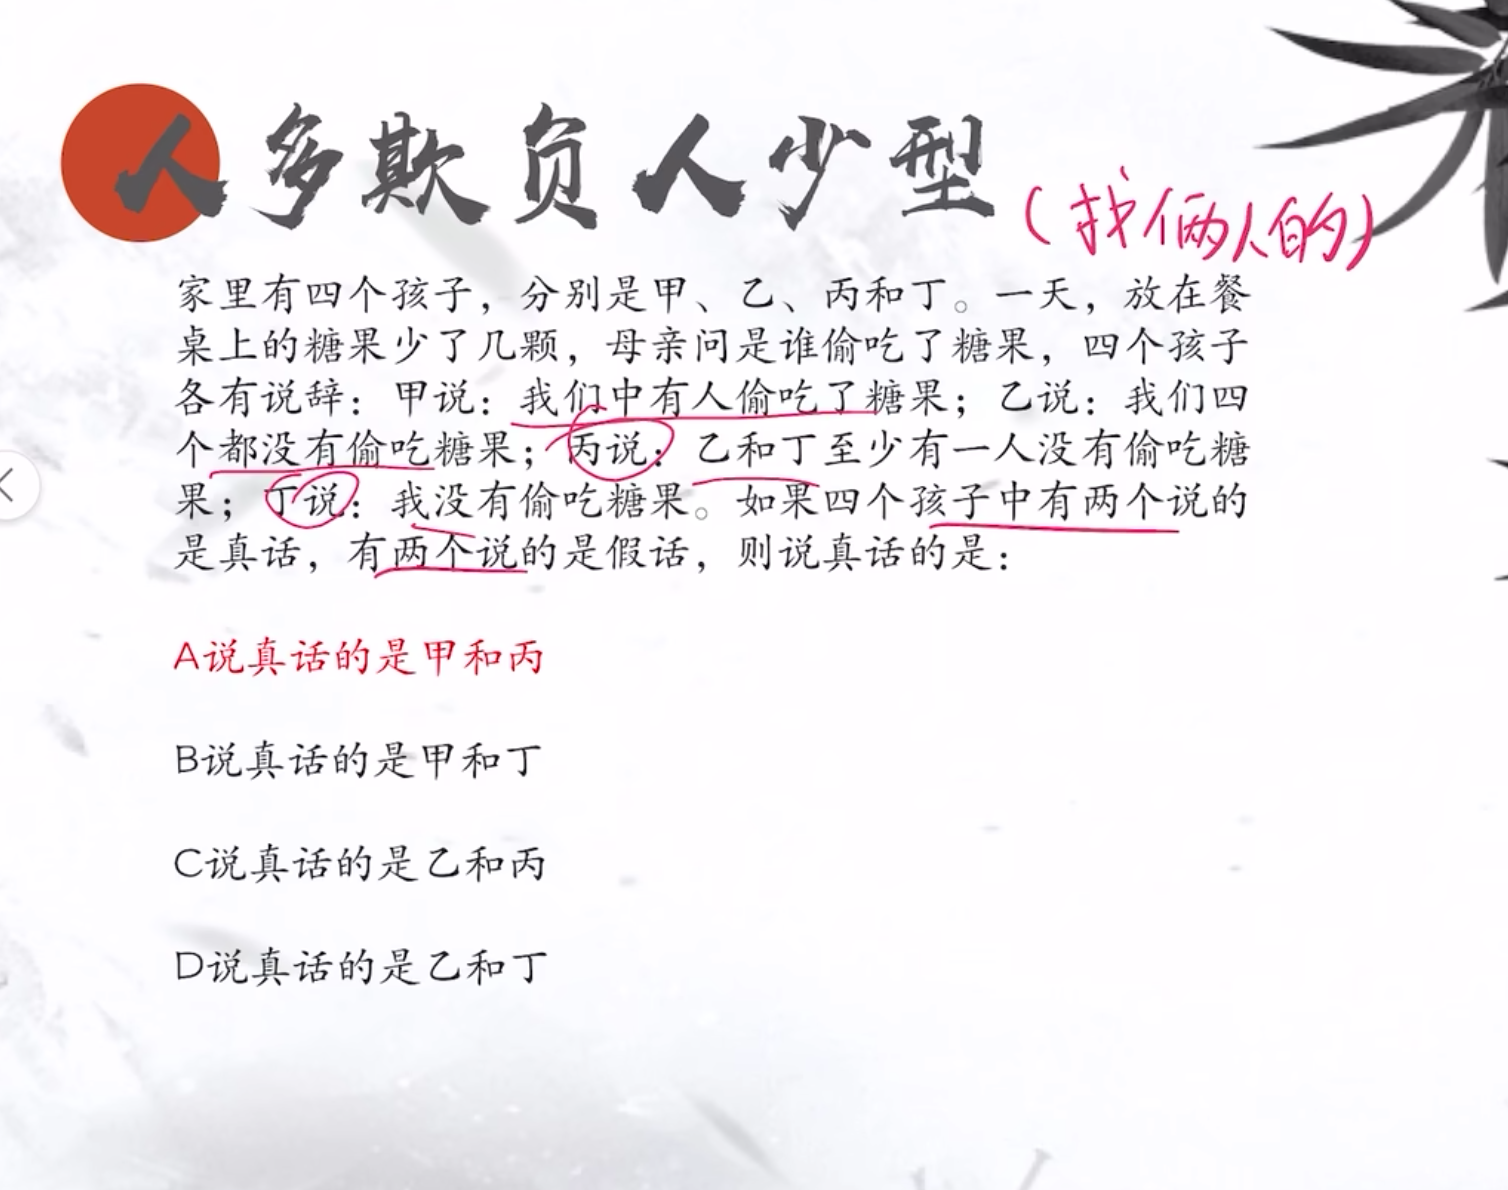 人多欺负人少型
(找俩人的)
家里有四个孩子，分别是甲、乙、丙和丁。一天，放在餐
桌上的糖果少了几颗，母亲问是谁偷吃了糖果，四个孩子
各有说辞：甲说：我们中有人偷吃了糖果；乙说：我们四
个都没有偷吃糖果；丙说：乙和丁至少有一人没有偷吃糖
果；丁说：我没有偷吃糖果。如果四个孩子中有两个说的
是真话，有两个说的是假话，则说真话的是：
A说真话的是甲和丙
B说真话的是甲和丁
C说真话的是乙和丙
D说真话的是乙和丁